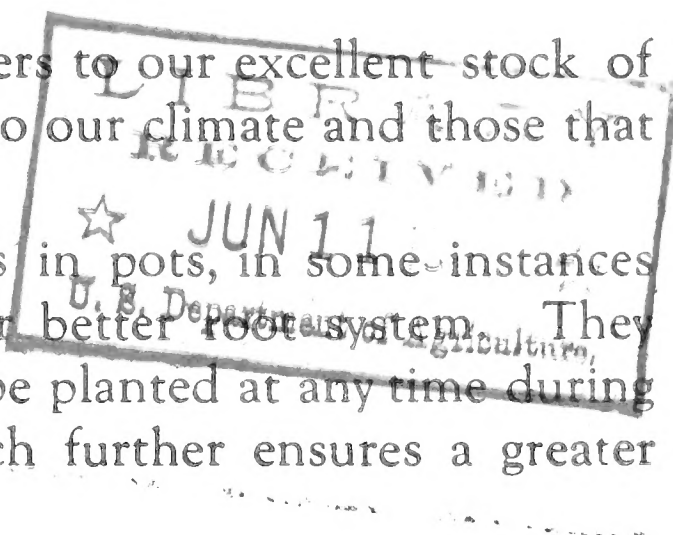 ers to our excellent stock of
o our climate and those that
s in pots, in some instances
r better root system. They
be planted at any time during
ch further ensures a greater
LIBR
RECEIVED
☆ JUN 11
U. S. Department of Agriculture,